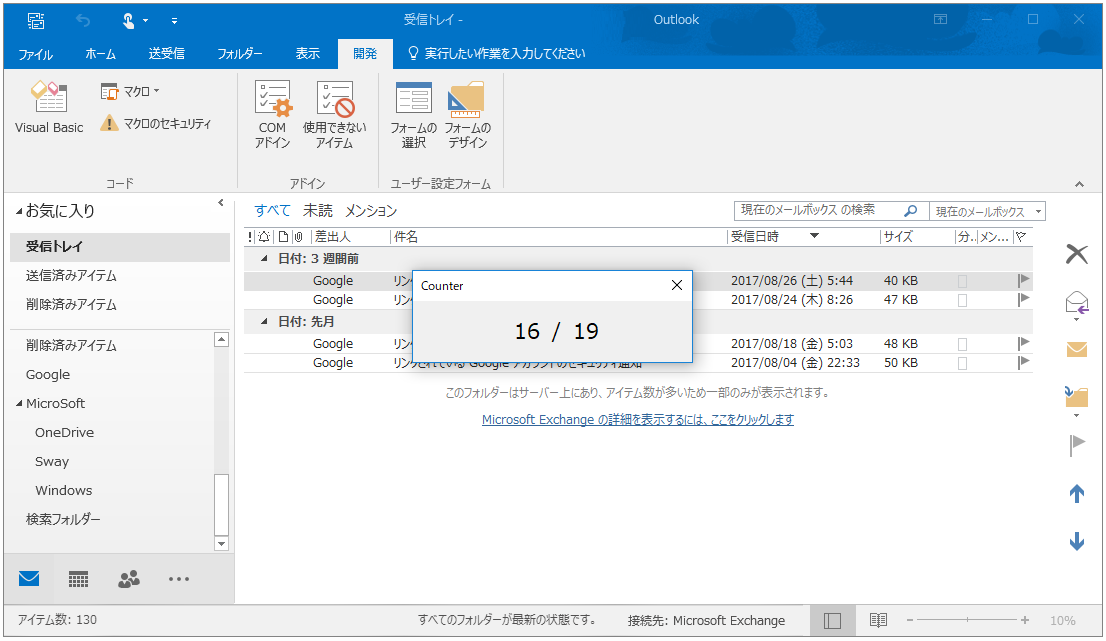 受信トレイ -
Outlook
ファイル ホーム 送受信 フォルダー 表示 開発 実行したい作業を入力してください
Visual Basic
マクロ
マクロのセキュリティ
コード
COM
アドイン
使用できない
アイテム
アドイン
フォームの
選択
フォームの
デザイン
ユーザー設定フォーム
お気に入り
受信トレイ
送信済みアイテム
削除済みアイテム
削除済みアイテム
Google
MicroSoft
OneDrive
Sway
Windows
検索フォルダー
すべて 未読 メンション
現在のメールボックス の検索
現在のメールボックス
! 差出人 件名 受信日時 サイズ 分.. メン...
日付: 3 週間前
Google リン 2017/08/26 (土) 5:44 40 KB
Google リン 2017/08/24 (木) 8:26 47 KB
日付: 先月
Google リン 2017/08/18 (金) 5:03 48 KB
Google リンクされている Google アカウントのセキュリティ通知 2017/08/04 (金) 22:33 50 KB
Counter
16 / 19
このフォルダーはサーバー上にあり、アイテム数が多いため一部のみが表示されます。
Microsoft Exchange の詳細を表示するには、ここをクリックします
アイテム数: 130
すべてのフォルダーが最新の状態です。
接続先: Microsoft Exchange
10%